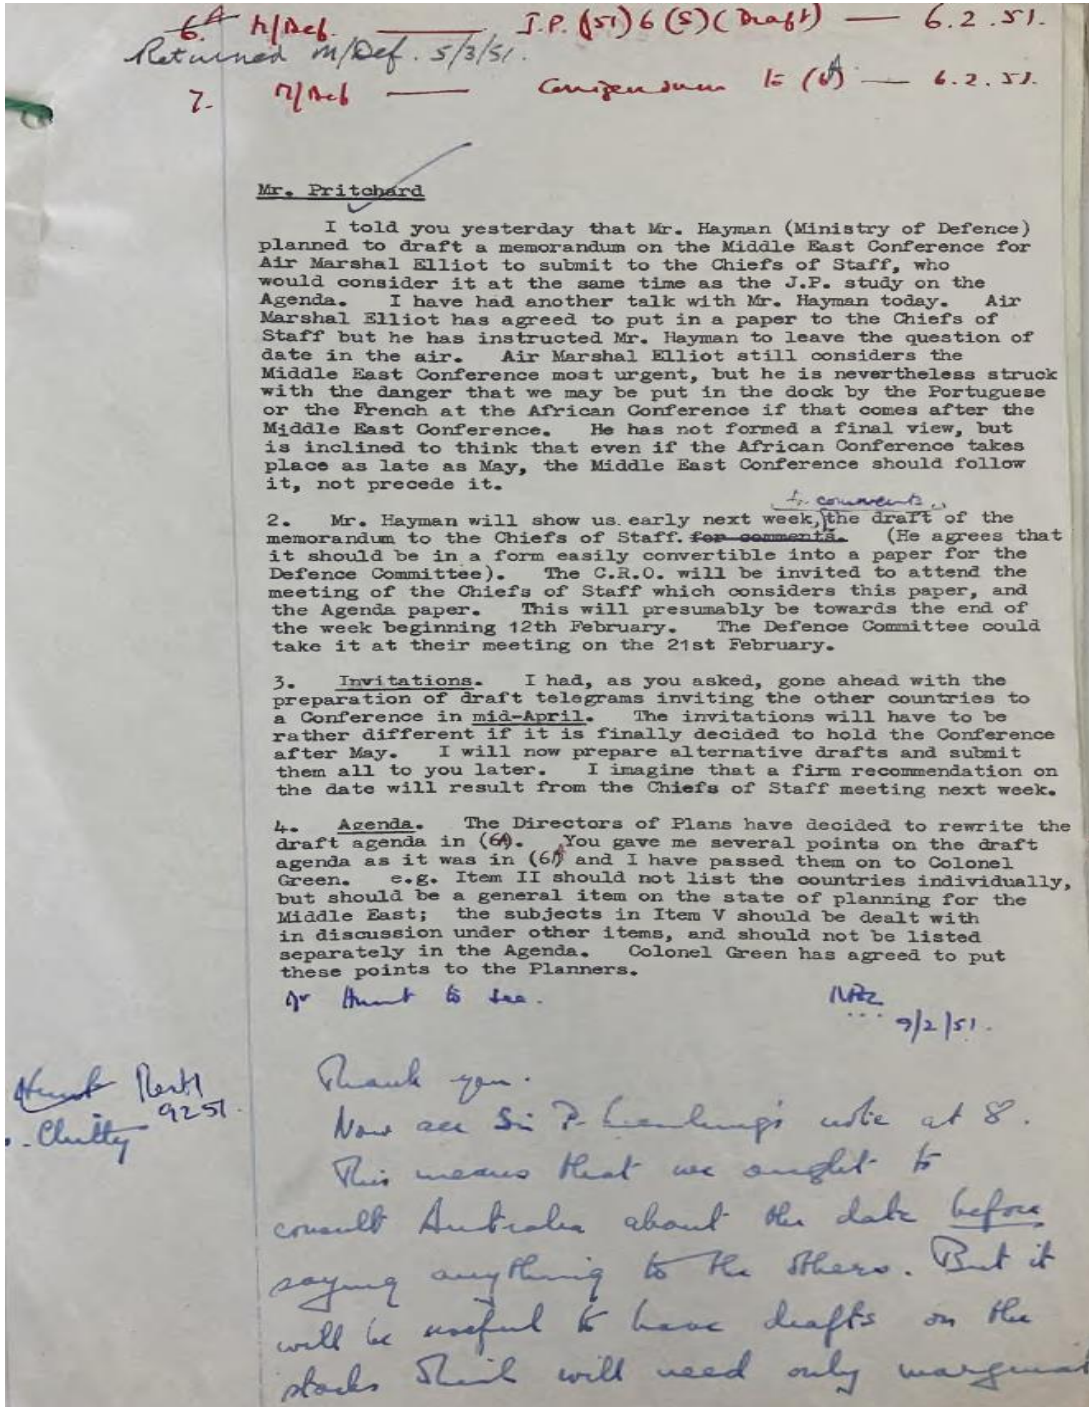 6A M/Def. ——— J.P.(51)6(S)(Draft) — 6.2.51.
Returned M/Def. 5/3/51.
7. M/Def —— Corrigendum to (6A) — 6.2.51.
Mr. Pritchard
I told you yesterday that Mr. Hayman (Ministry of Defence)
planned to draft a memorandum on the Middle East Conference for
Air Marshal Elliot to submit to the Chiefs of Staff, who
would consider it at the same time as the J.P. study on the
Agenda. I have had another talk with Mr. Hayman today. Air
Marshal Elliot has agreed to put in a paper to the Chiefs of
Staff but he has instructed Mr. Hayman to leave the question of
date in the air. Air Marshal Elliot still considers the
Middle East Conference most urgent, but he is nevertheless struck
with the danger that we may be put in the dock by the Portuguese
or the French at the African Conference if that comes after the
Middle East Conference. He has not formed a final view, but
is inclined to think that even if the African Conference takes
place as late as May, the Middle East Conference should follow
it, not precede it.
for comments,
2. Mr. Hayman will show us early next week, the draft of the
memorandum to the Chiefs of Staff. for comments. (He agrees that
it should be in a form easily convertible into a paper for the
Defence Committee). The C.R.O. will be invited to attend the
meeting of the Chiefs of Staff which considers this paper, and
the Agenda paper. This will presumably be towards the end of
the week beginning 12th February. The Defence Committee could
take it at their meeting on the 21st February.
3. Invitations. I had, as you asked, gone ahead with the
preparation of draft telegrams inviting the other countries to
a Conference in mid-April. The invitations will have to be
rather different if it is finally decided to hold the Conference
after May. I will now prepare alternative drafts and submit
them all to you later. I imagine that a firm recommendation on
the date will result from the Chiefs of Staff meeting next week.
4. Agenda. The Directors of Plans have decided to rewrite the
draft agenda in (6A). You gave me several points on the draft
agenda as it was in (6A) and I have passed them on to Colonel
Green. e.g. Item II should not list the countries individually,
but should be a general item on the state of planning for the
Middle East; the subjects in Item V should be dealt with
in discussion under other items, and should not be listed
separately in the Agenda. Colonel Green has agreed to put
these points to the Planners.
Mr Hunt to see.
9/2/51.
Hunt
9251.
Chitty
Thank you.
Now see Sir P. Liesching's note at 8.
This means that we ought to
consult Australia about the date before
saying anything to the others. But it
will be useful to have drafts on the
stocks which will need only marginal